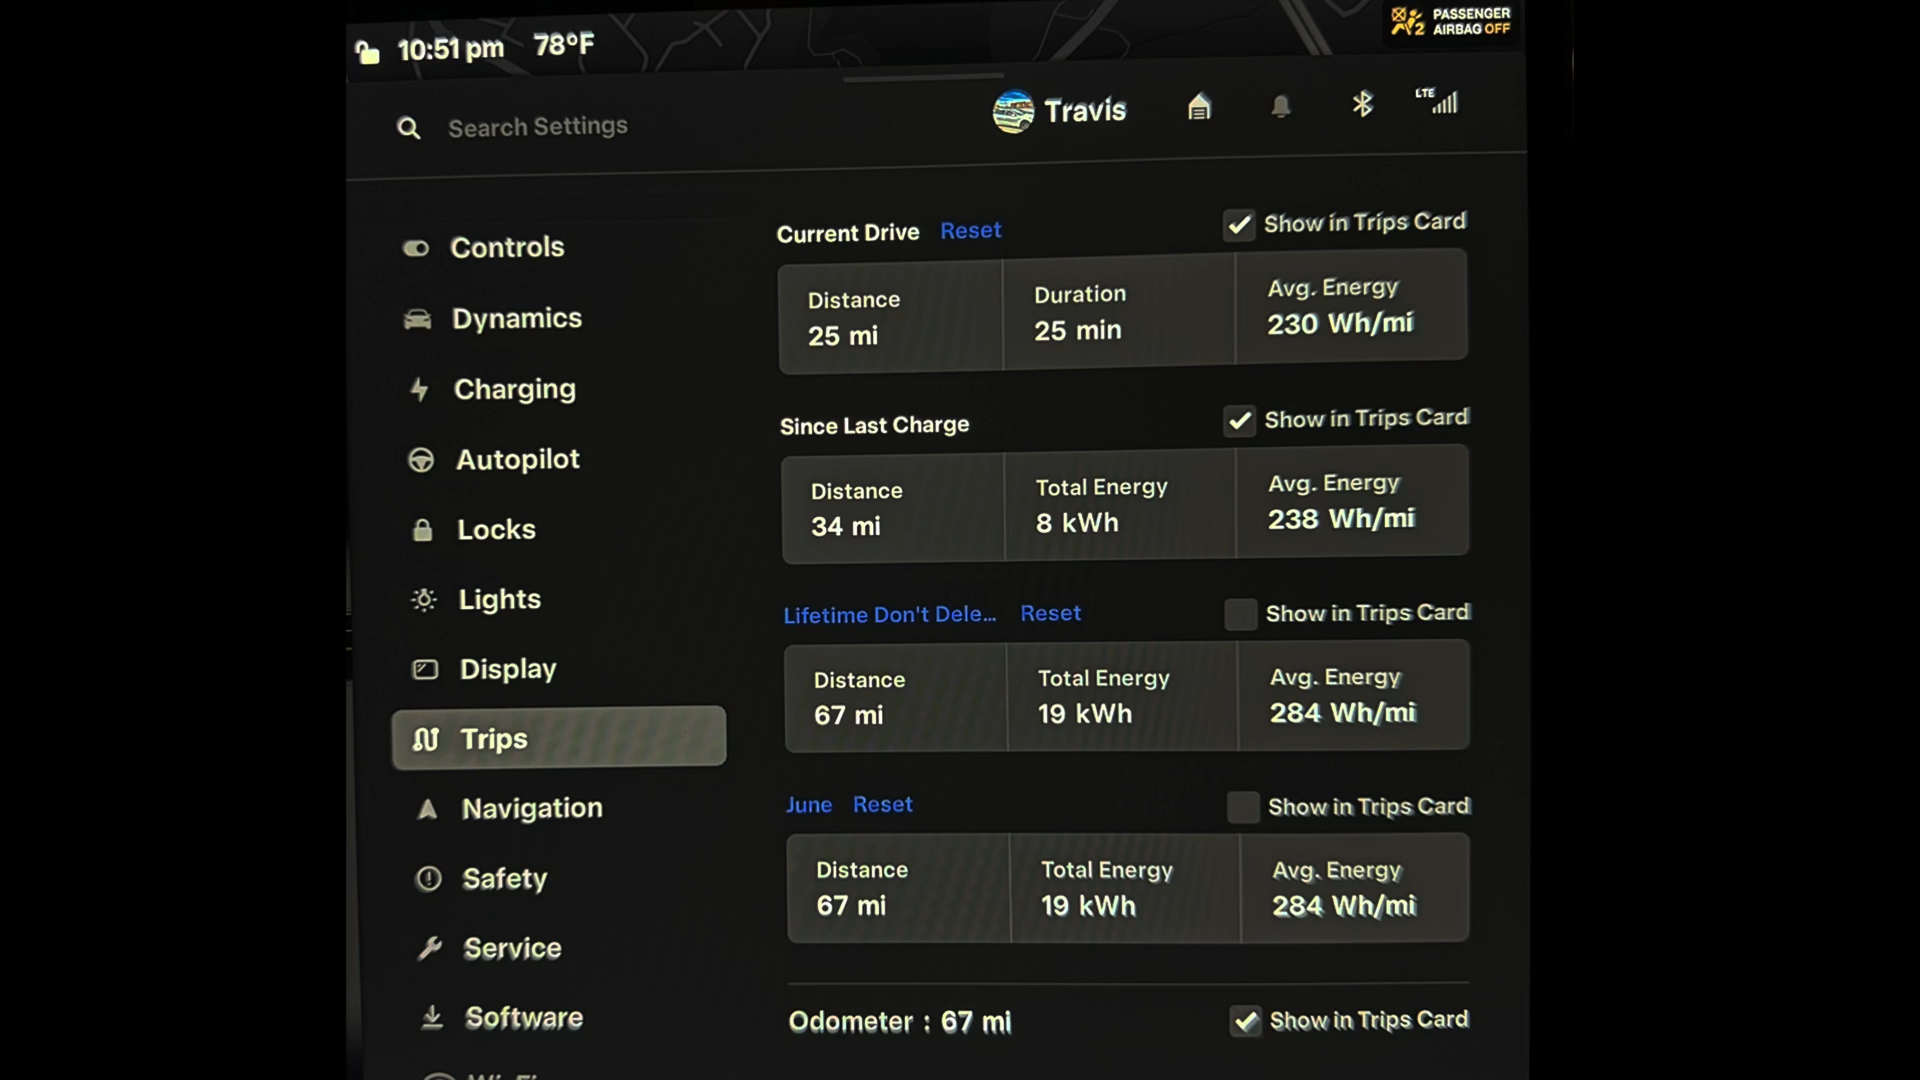 10:51 pm 78°F
PASSENGER
AIRBAG OFF
2
Search Settings
Travis
LTE
Controls
Dynamics
Charging
Autopilot
Locks
Lights
Display
Trips
Navigation
Safety
Service
Software
Current Drive Reset
Show in Trips Card
Distance
25 mi
Duration
25 min
Avg. Energy
230 Wh/mi
Since Last Charge
Show in Trips Card
Distance
34 mi
Total Energy
8 kWh
Avg. Energy
238 Wh/mi
Lifetime Don't Dele... Reset
Show in Trips Card
Distance
67 mi
Total Energy
19 kWh
Avg. Energy
284 Wh/mi
June Reset
Show in Trips Card
Distance
67 mi
Total Energy
19 kWh
Avg. Energy
284 Wh/mi
Odometer : 67 mi
Show in Trips Card